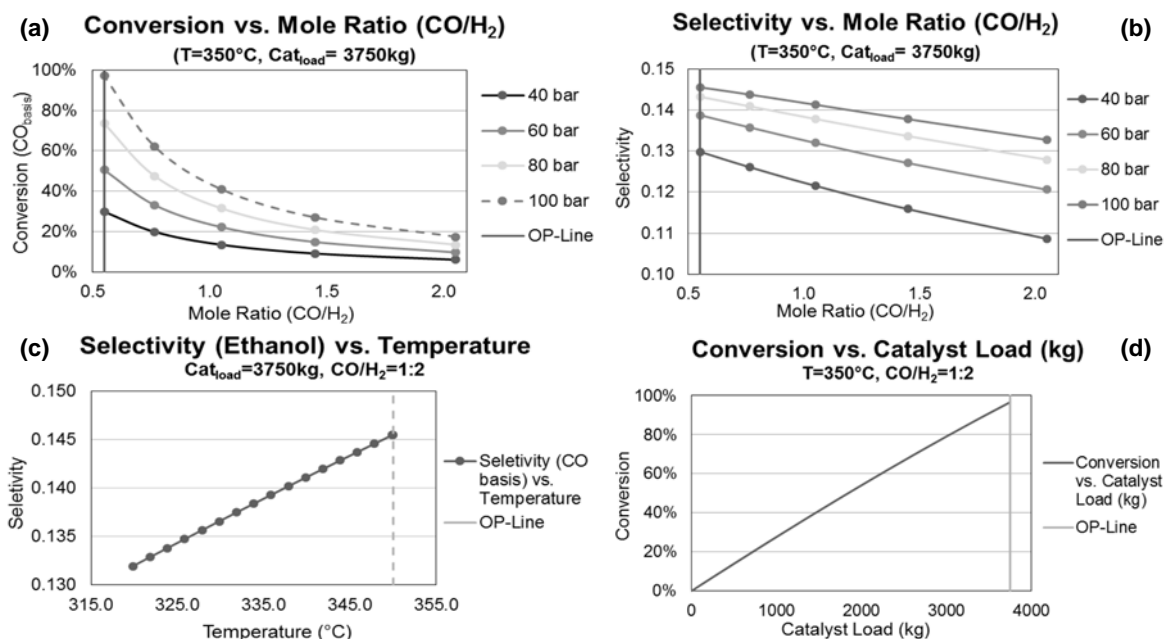 (a)
Conversion vs. Mole Ratio (CO/H₂)
(T=350°C, Catload= 3750kg)
100%
80%
60%
40%
20%
0%
Conversion (CObasis)
0.5 1.0 1.5 2.0
Mole Ratio (CO/H₂)
40 bar
60 bar
80 bar
100 bar
OP-Line
Selectivity vs. Mole Ratio (CO/H₂)
(b)
(T=350°C, Catload= 3750kg)
0.15
0.14
0.13
0.12
0.11
0.10
Selectivity
0.5 1.0 1.5 2.0
Mole Ratio (CO/H₂)
40 bar
60 bar
80 bar
100 bar
OP-Line
(c)
Selectivity (Ethanol) vs. Temperature
Catload=3750kg, CO/H₂=1:2
0.150
0.145
0.140
0.135
0.130
Seletivity
315.0 325.0 335.0 345.0 355.0
Temperature (°C)
Seletivity (CO
basis) vs.
Temperature
OP-Line
Conversion vs. Catalyst Load (kg)
(d)
T=350°C, CO/H₂=1:2
100%
80%
60%
40%
20%
0%
Conversion
0 1000 2000 3000 4000
Catalyst Load (kg)
Conversion
vs. Catalyst
Load (kg)
OP-Line